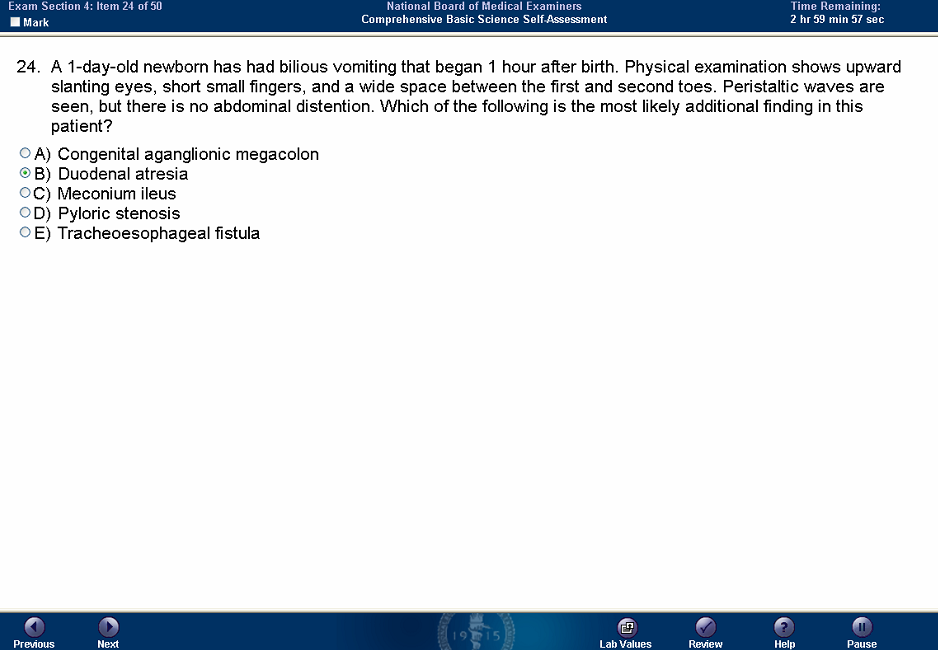 Exam Section 4: Item 24 of 50
National Board of Medical Examiners
Time Remaining:
Mark
Comprehensive Basic Science Self-Assessment
2 hr 59 min 57 sec
24. A 1-day-old newborn has had bilious vomiting that began 1 hour after birth. Physical examination shows upward
slanting eyes, short small fingers, and a wide space between the first and second toes. Peristaltic waves are
seen, but there is no abdominal distention. Which of the following is the most likely additional finding in this
patient?
A) Congenital aganglionic megacolon
B) Duodenal atresia
C) Meconium ileus
D) Pyloric stenosis
E) Tracheoesophageal fistula
19 15
Previous
Next
Lab Values
Review
Help
Pause